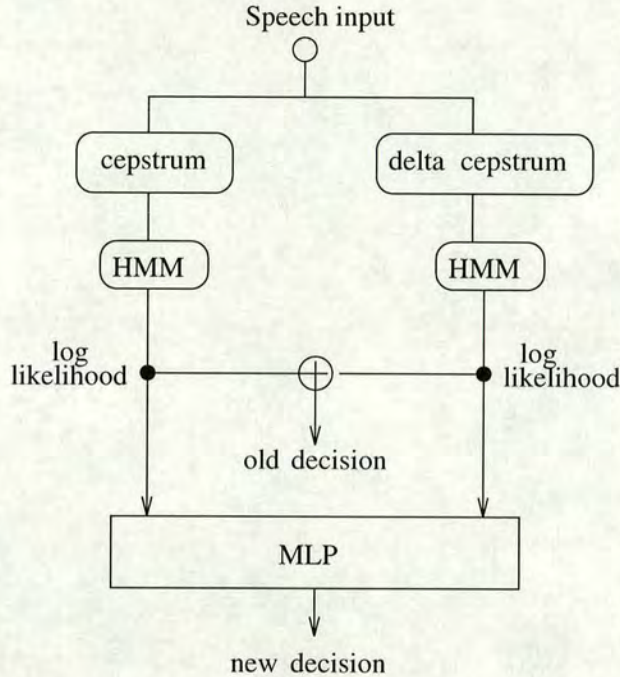 Speech input
cepstrum
delta cepstrum
HMM
HMM
log
likelihood
log
likelihood
old decision
MLP
new decision